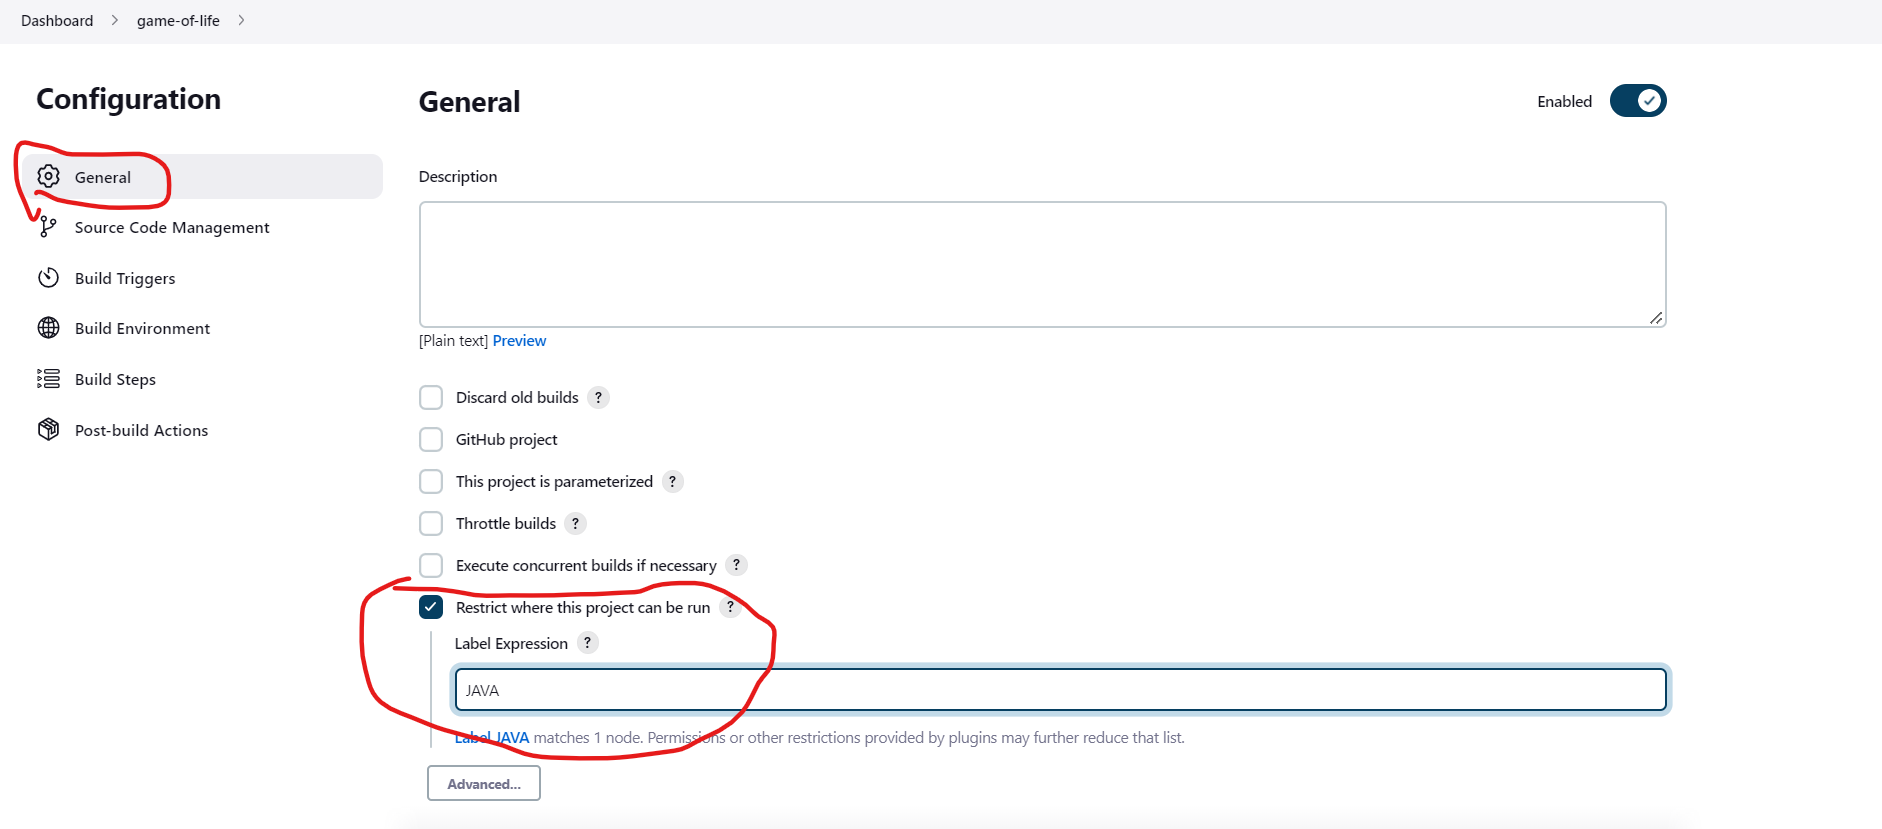 Dashboard > game-of-life >
Configuration
General
Source Code Management
Build Triggers
Build Environment
Build Steps
Post-build Actions
General
Enabled
Description
[Plain text] Preview
Discard old builds ?
GitHub project
This project is parameterized ?
Throttle builds ?
Execute concurrent builds if necessary ?
Restrict where this project can be run ?
Label Expression ?
JAVA
Label JAVA matches 1 node. Permissions or other restrictions provided by plugins may further reduce that list.
Advanced...